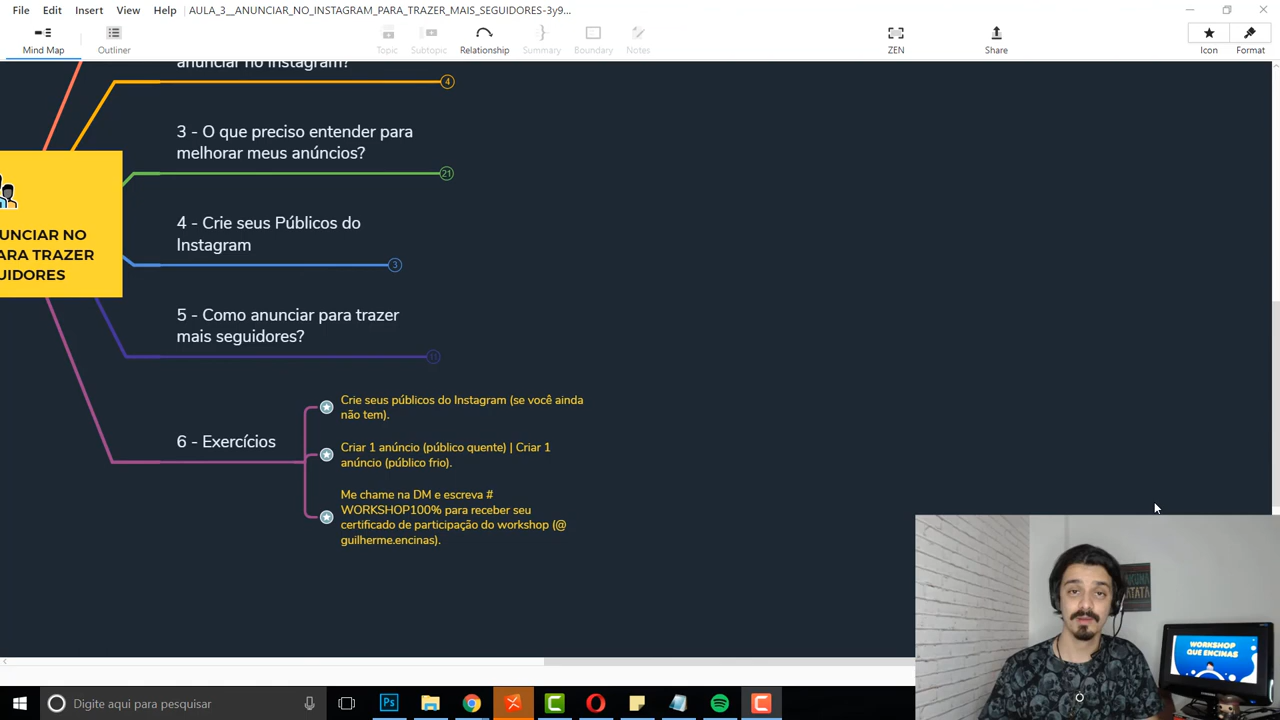 File Edit Insert View Help AULA_3__ANUNCIAR_NO_INSTAGRAM_PARA_TRAZER_MAIS_SEGUIDORES-3y9...
Mind Map Outliner Topic Subtopic Relationship Summary Boundary Notes ZEN Share Icon Format
anunciar no Instagram?
4
3 - O que preciso entender para
melhorar meus anúncios?
21
4 - Crie seus Públicos do
Instagram
3
UNCIAR NO
ARA TRAZER
UIDORES
5 - Como anunciar para trazer
mais seguidores?
11
6 - Exercícios
Crie seus públicos do Instagram (se você ainda
não tem).
Criar 1 anúncio (público quente) | Criar 1
anúncio (público frio).
Me chame na DM e escreva #
WORKSHOP100% para receber seu
certificado de participação do workshop (@
guilherme.encinas).
WORKSHOP
GUE ENCINAS
Digite aqui para pesquisar
Ps